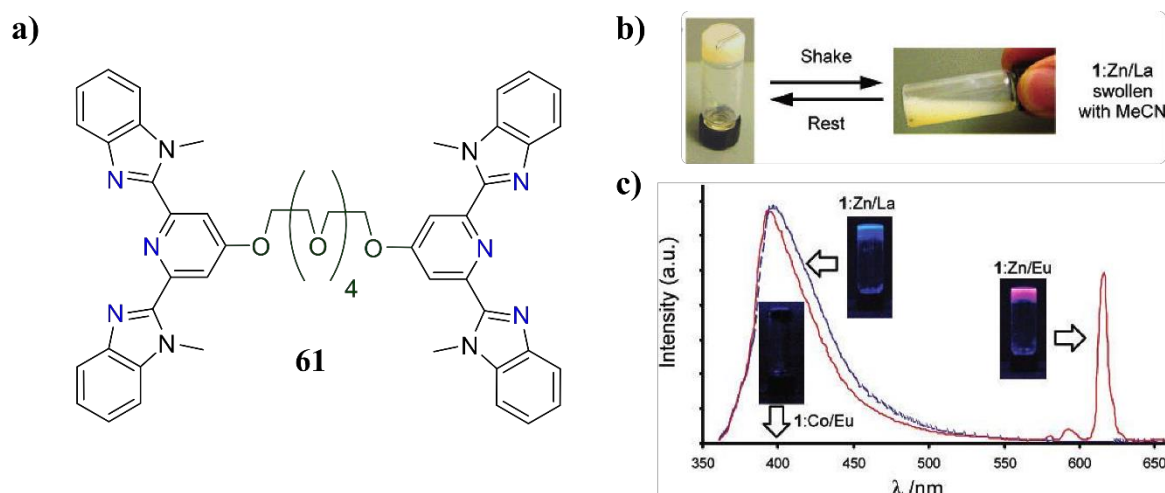 a)
N
N
N
N
N
O
O
4
O
N
N
N
N
N
61
b)
Shake
Rest
1:Zn/La
swollen
with MeCN
c)
Intensity (a.u.)
1:Zn/La
1:Zn/Eu
1:Co/Eu
350 400 450 500 550 600 650
λ /nm